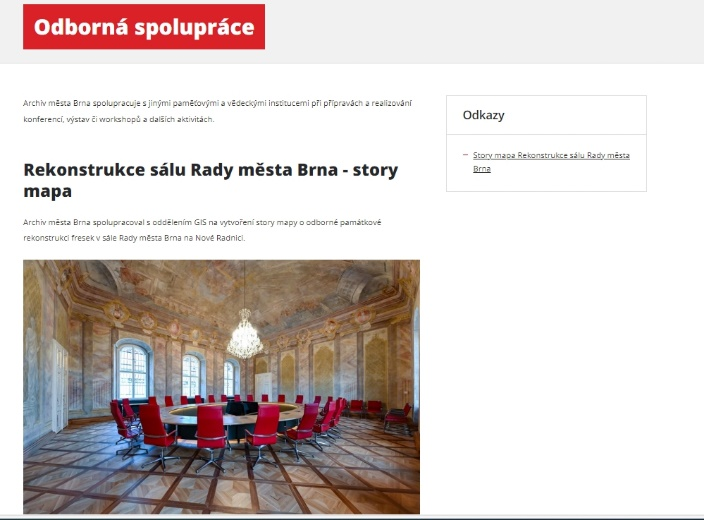 Odborná spolupráce
Archiv města Brna spolupracuje s jinými paměťovými a vědeckými institucemi při přípravách a realizování
konferencí, výstav či workshopů a dalších aktivitách.
Rekonstrukce sálu Rady města Brna - story
mapa
Archiv města Brna spolupracoval s oddělením GIS na vytvoření story mapy o odborné památkové
rekonstrukci fresek v sále Rady města Brna na Nové Radnici.
Odkazy
– Story mapa Rekonstrukce sálu Rady města
Brna